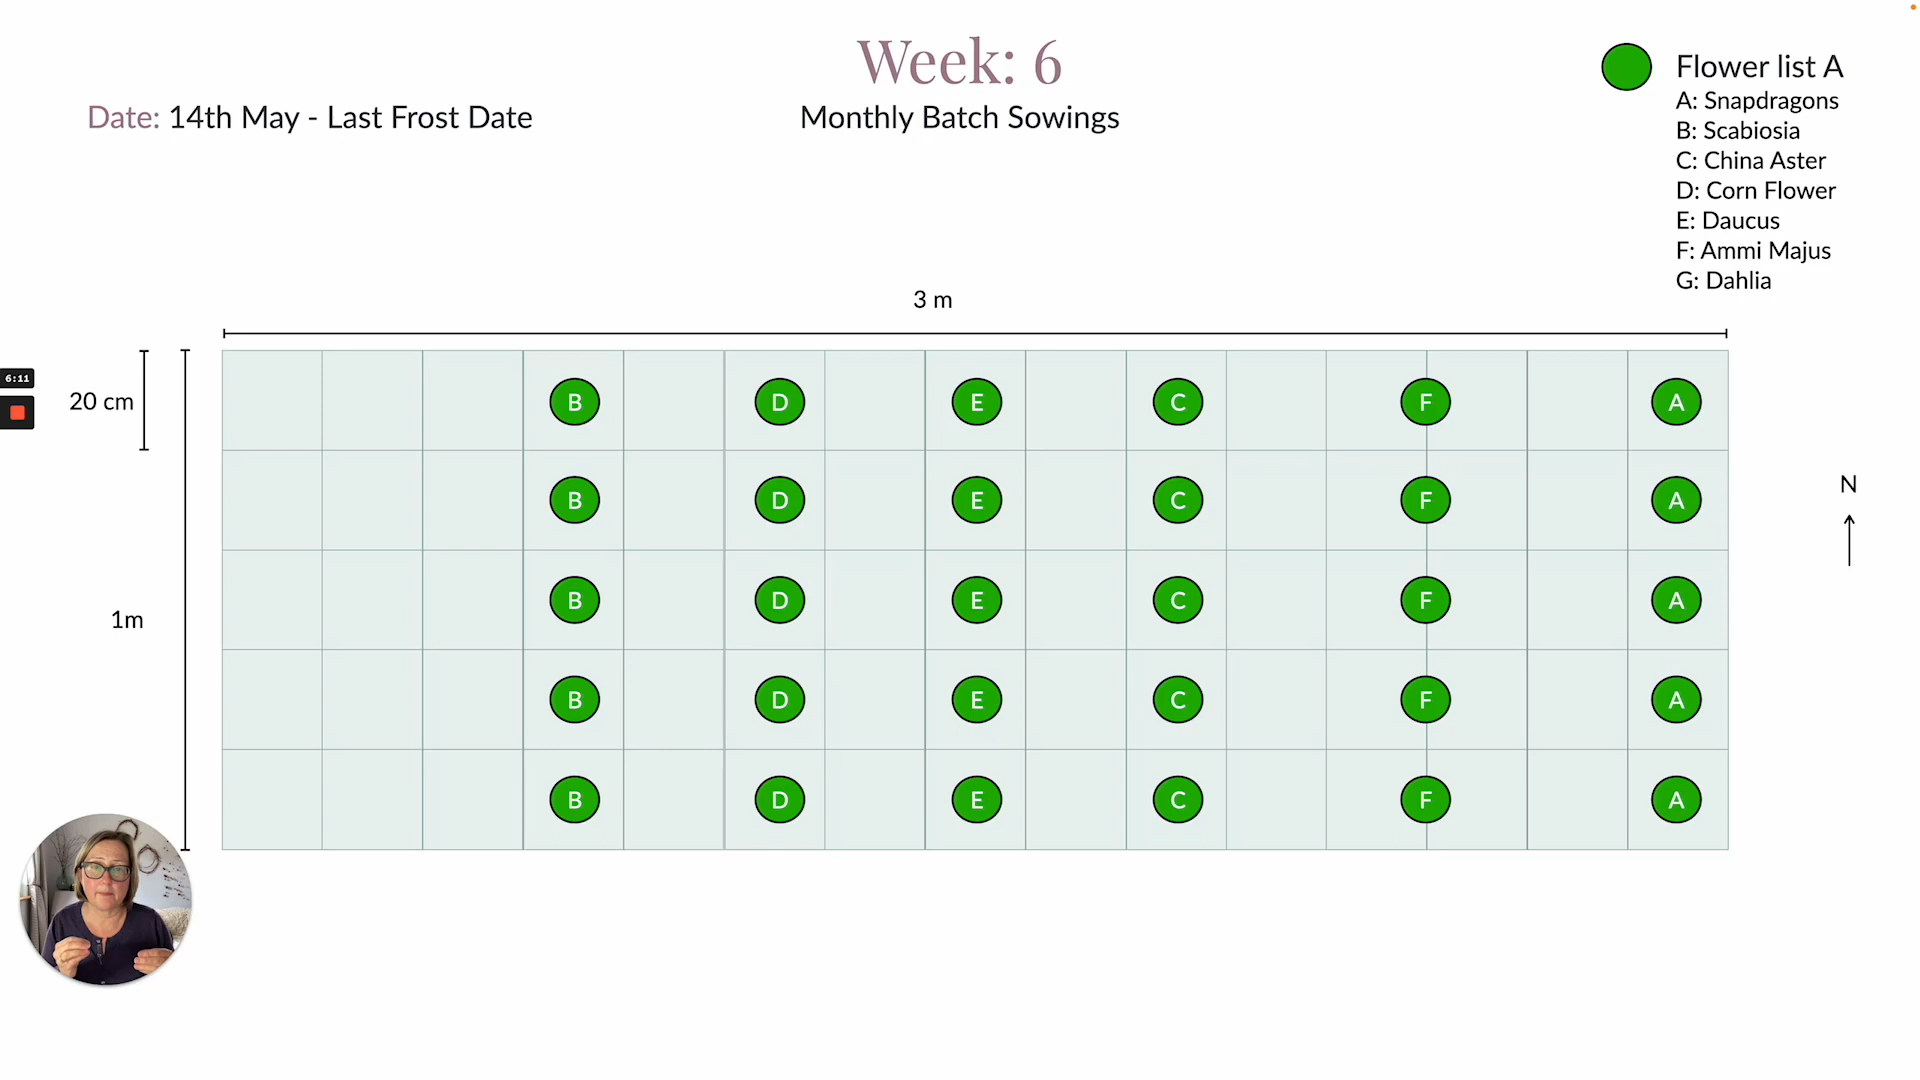 Week: 6
Date: 14th May - Last Frost Date
Monthly Batch Sowings
Flower list A
A: Snapdragons
B: Scabiosia
C: China Aster
D: Corn Flower
E: Daucus
F: Ammi Majus
G: Dahlia
3 m
6:11
20 cm
B D E C F A
N
B D E C F A
B D E C F A
1m
B D E C F A
B D E C F A